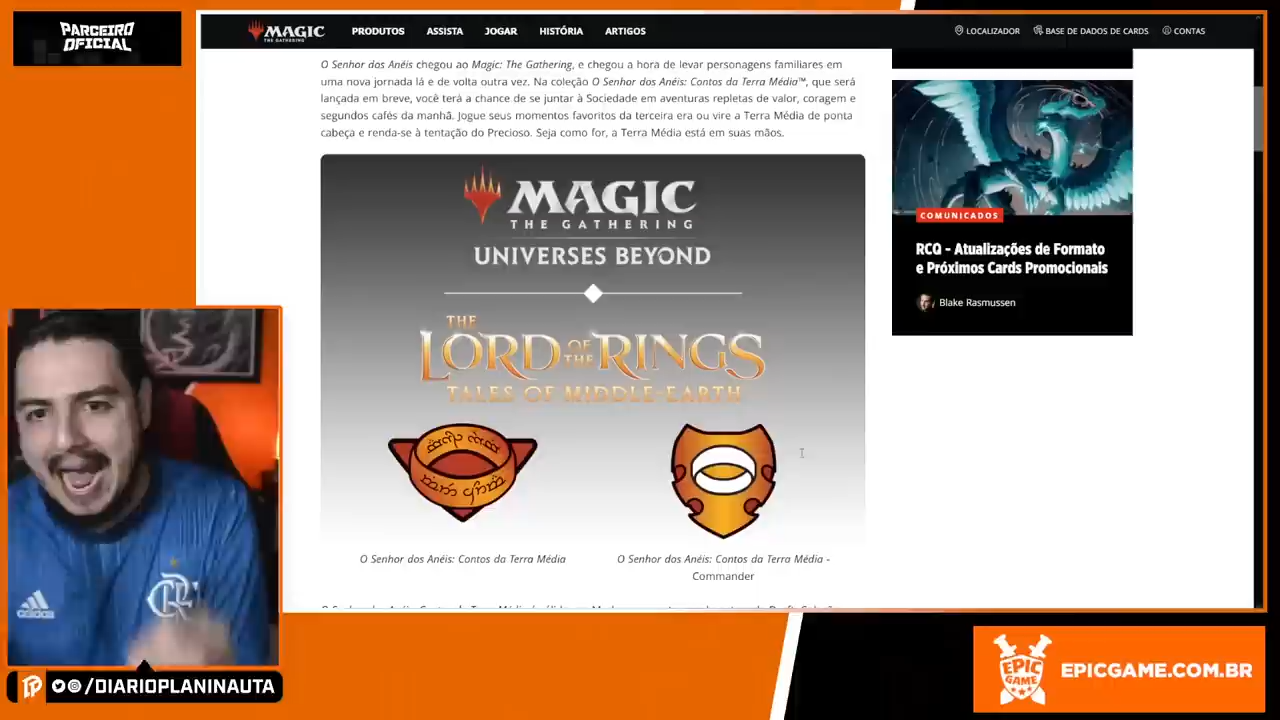 PARCEIRO
OFICIAL
MAGIC
THE GATHERING
PRODUTOS ASSISTA JOGAR HISTÓRIA ARTIGOS
LOCALIZADOR BASE DE DADOS DE CARDS CONTAS
O Senhor dos Anéis chegou ao Magic: The Gathering, e chegou a hora de levar personagens familiares em
uma nova jornada lá e de volta outra vez. Na coleção O Senhor dos Anéis: Contos da Terra Média™, que será
lançada em breve, você terá a chance de se juntar à Sociedade em aventuras repletas de valor, coragem e
segundos cafés da manhã. Jogue seus momentos favoritos da terceira era ou vire a Terra Média de ponta
cabeça e renda-se à tentação do Precioso. Seja como for, a Terra Média está em suas mãos.
MAGIC
THE GATHERING
UNIVERSES BEYOND
THE
LORD OF THE RINGS
TALES OF MIDDLE-EARTH
O Senhor dos Anéis: Contos da Terra Média
O Senhor dos Anéis: Contos da Terra Média -
Commander
COMUNICADOS
RCQ - Atualizações de Formato
e Próximos Cards Promocionais
Blake Rasmussen
adidas
/DIARIOPLANINAUTA
EPIC
GAME
EPICGAME.COM.BR